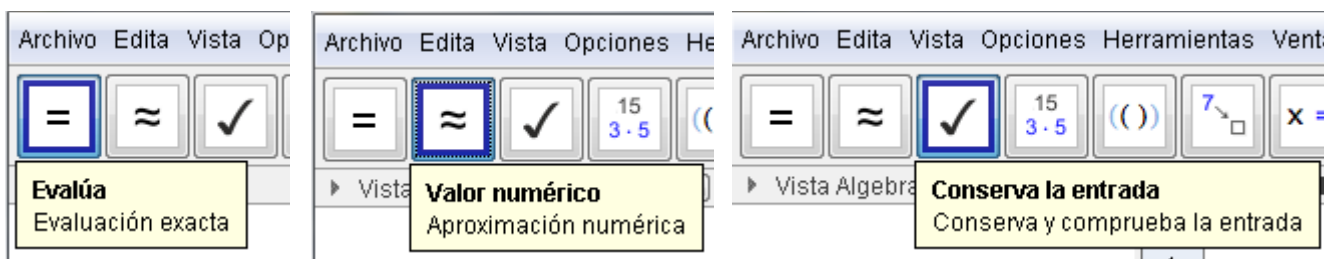 Archivo Edita Vista Op
= ≈ ✓
Evalúa
Evaluación exacta
Archivo Edita Vista Opciones He
= ≈ ✓ 15 3 · 5 ((
Vista
Valor numérico
Aproximación numérica
Archivo Edita Vista Opciones Herramientas Venta
= ≈ ✓ 15 3 · 5 (( )) 7 x =
Vista Algebra
Conserva la entrada
Conserva y comprueba la entrada